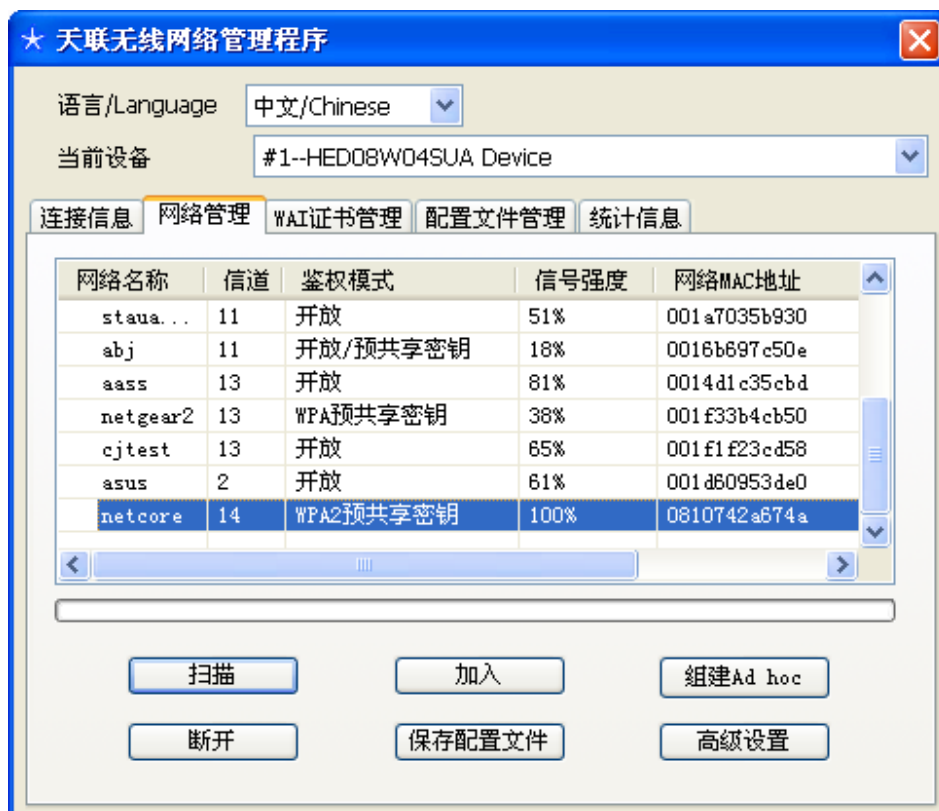 天联无线网络管理程序
语言/Language 中文/Chinese
当前设备 #1--HED08W04SUA Device
连接信息 网络管理 WAI证书管理 配置文件管理 统计信息
网络名称 信道 鉴权模式 信号强度 网络MAC地址
staua... 11 开放 51% 001a7035b930
abj 11 开放/预共享密钥 18% 0016b697c50e
aass 13 开放 81% 0014d1c35cbd
netgear2 13 WPA预共享密钥 38% 001f33b4cb50
cjtest 13 开放 65% 001f1f23cd58
asus 2 开放 61% 001d60953de0
netcore 14 WPA2预共享密钥 100% 0810742a674a
扫描 加入 组建Ad hoc
断开 保存配置文件 高级设置